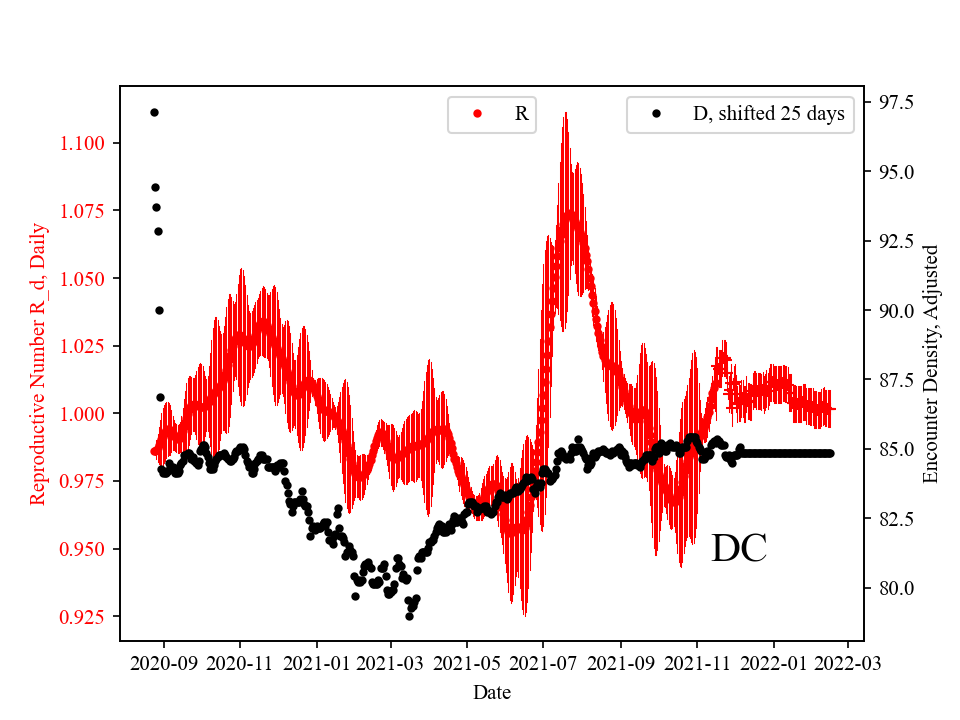 R
D, shifted 25 days
Reproductive Number R_d, Daily
1.100
1.075
1.050
1.025
1.000
0.975
0.950
0.925
97.5
95.0
92.5
90.0
87.5
85.0
82.5
80.0
Encounter Density, Adjusted
DC
2020-09 2020-11 2021-01 2021-03 2021-05 2021-07 2021-09 2021-11 2022-01 2022-03
Date